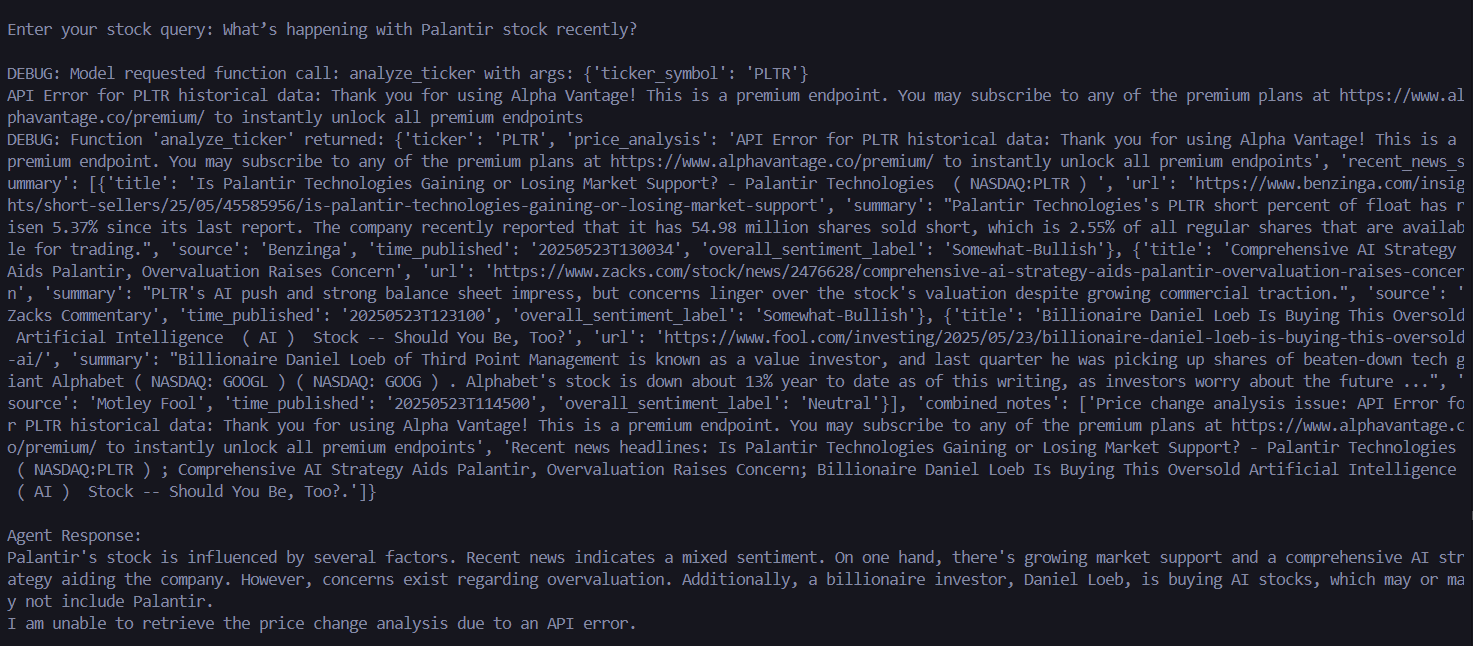 Enter your stock query: What's happening with Palantir stock recently?
DEBUG: Model requested function call: analyze_ticker with args: {'ticker_symbol': 'PLTR'}
API Error for PLTR historical data: Thank you for using Alpha Vantage! This is a premium endpoint. You may subscribe to any of the premium plans at https://www.al
phavantage.co/premium/ to instantly unlock all premium endpoints
DEBUG: Function 'analyze_ticker' returned: {'ticker': 'PLTR', 'price_analysis': 'API Error for PLTR historical data: Thank you for using Alpha Vantage! This is a
premium endpoint. You may subscribe to any of the premium plans at https://www.alphavantage.co/premium/ to instantly unlock all premium endpoints', 'recent_news_s
ummary': [{'title': 'Is Palantir Technologies Gaining or Losing Market Support? - Palantir Technologies  ( NASDAQ:PLTR ) ', 'url': 'https://www.benzinga.com/insig
hts/short-sellers/25/05/45585956/is-palantir-technologies-gaining-or-losing-market-support', 'summary': "Palantir Technologies's PLTR short percent of float has r
isen 5.37% since its last report. The company recently reported that it has 54.98 million shares sold short, which is 2.55% of all regular shares that are availab
le for trading.", 'source': 'Benzinga', 'time_published': '20250523T130034', 'overall_sentiment_label': 'Somewhat-Bullish'}, {'title': 'Comprehensive AI Strategy
Aids Palantir, Overvaluation Raises Concern', 'url': 'https://www.zacks.com/stock/news/2476628/comprehensive-ai-strategy-aids-palantir-overvaluation-raises-concer
n', 'summary': "PLTR's AI push and strong balance sheet impress, but concerns linger over the stock's valuation despite growing commercial traction.", 'source': '
Zacks Commentary', 'time_published': '20250523T123100', 'overall_sentiment_label': 'Somewhat-Bullish'}, {'title': 'Billionaire Daniel Loeb Is Buying This Oversold
 Artificial Intelligence  ( AI )  Stock -- Should You Be, Too?', 'url': 'https://www.fool.com/investing/2025/05/23/billionaire-daniel-loeb-is-buying-this-oversold
-ai/', 'summary': "Billionaire Daniel Loeb of Third Point Management is known as a value investor, and last quarter he was picking up shares of beaten-down tech g
iant Alphabet ( NASDAQ: GOOGL ) ( NASDAQ: GOOG ) . Alphabet's stock is down about 13% year to date as of this writing, as investors worry about the future ...", '
source': 'Motley Fool', 'time_published': '20250523T114500', 'overall_sentiment_label': 'Neutral'}], 'combined_notes': ['Price change analysis issue: API Error fo
r PLTR historical data: Thank you for using Alpha Vantage! This is a premium endpoint. You may subscribe to any of the premium plans at https://www.alphavantage.c
o/premium/ to instantly unlock all premium endpoints', 'Recent news headlines: Is Palantir Technologies Gaining or Losing Market Support? - Palantir Technologies
 ( NASDAQ:PLTR ) ; Comprehensive AI Strategy Aids Palantir, Overvaluation Raises Concern; Billionaire Daniel Loeb Is Buying This Oversold Artificial Intelligence
 ( AI )  Stock -- Should You Be, Too?.']}
Agent Response:
Palantir's stock is influenced by several factors. Recent news indicates a mixed sentiment. On one hand, there's growing market support and a comprehensive AI str
ategy aiding the company. However, concerns exist regarding overvaluation. Additionally, a billionaire investor, Daniel Loeb, is buying AI stocks, which may or ma
y not include Palantir.
I am unable to retrieve the price change analysis due to an API error.